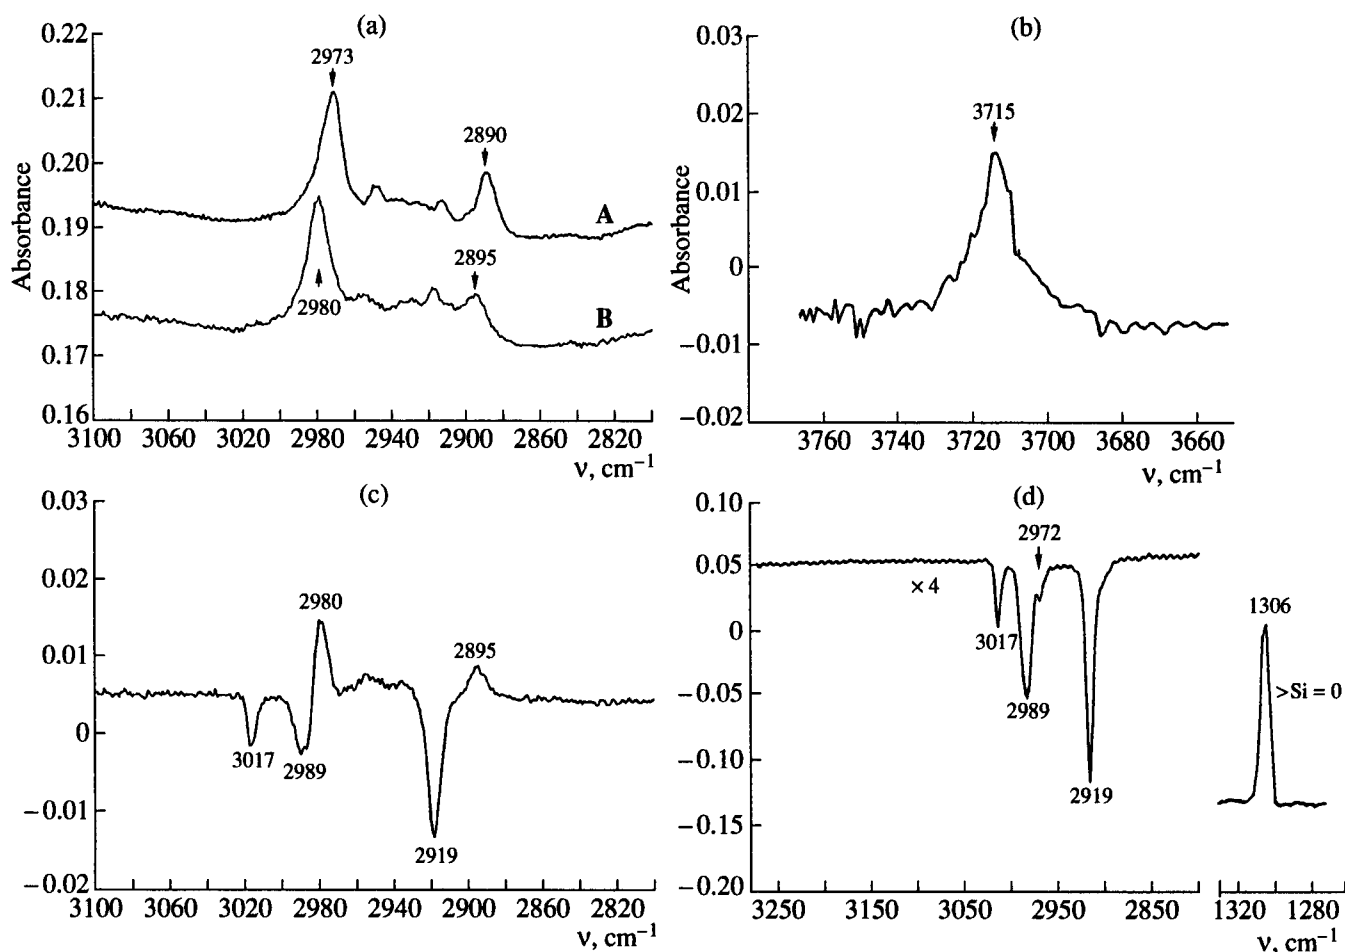 (a)
0.22
0.21
0.20
0.19
0.18
0.17
0.16
Absorbance
2973
2890
A
2980
2895
B
3100 3060 3020 2980 2940 2900 2860 2820
ν, cm⁻¹
(b)
0.03
0.02
0.01
0
−0.01
−0.02
Absorbance
3715
3760 3740 3720 3700 3680 3660
ν, cm⁻¹
(c)
0.03
0.02
0.01
0
−0.01
−0.02
2980
2895
3017
2989
2919
3100 3060 3020 2980 2940 2900 2860 2820
ν, cm⁻¹
(d)
0.10
0.05
0
−0.05
−0.10
−0.15
−0.20
2972
× 4
3017
2989
2919
1306
>Si = 0
3250 3150 3050 2950 2850 1320 1280
ν, cm⁻¹